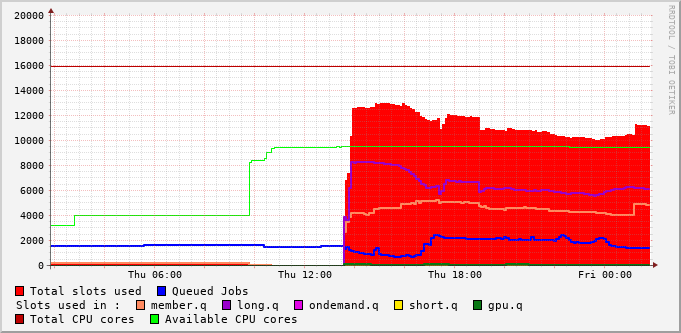 20000
18000
16000
14000
12000
10000
8000
6000
4000
2000
0
Thu 06:00 Thu 12:00 Thu 18:00 Fri 00:00
Total slots used Queued Jobs
Slots used in : member.q long.q ondemand.q short.q gpu.q
Total CPU cores Available CPU cores
RRDTOOL / TOBI OETIKER